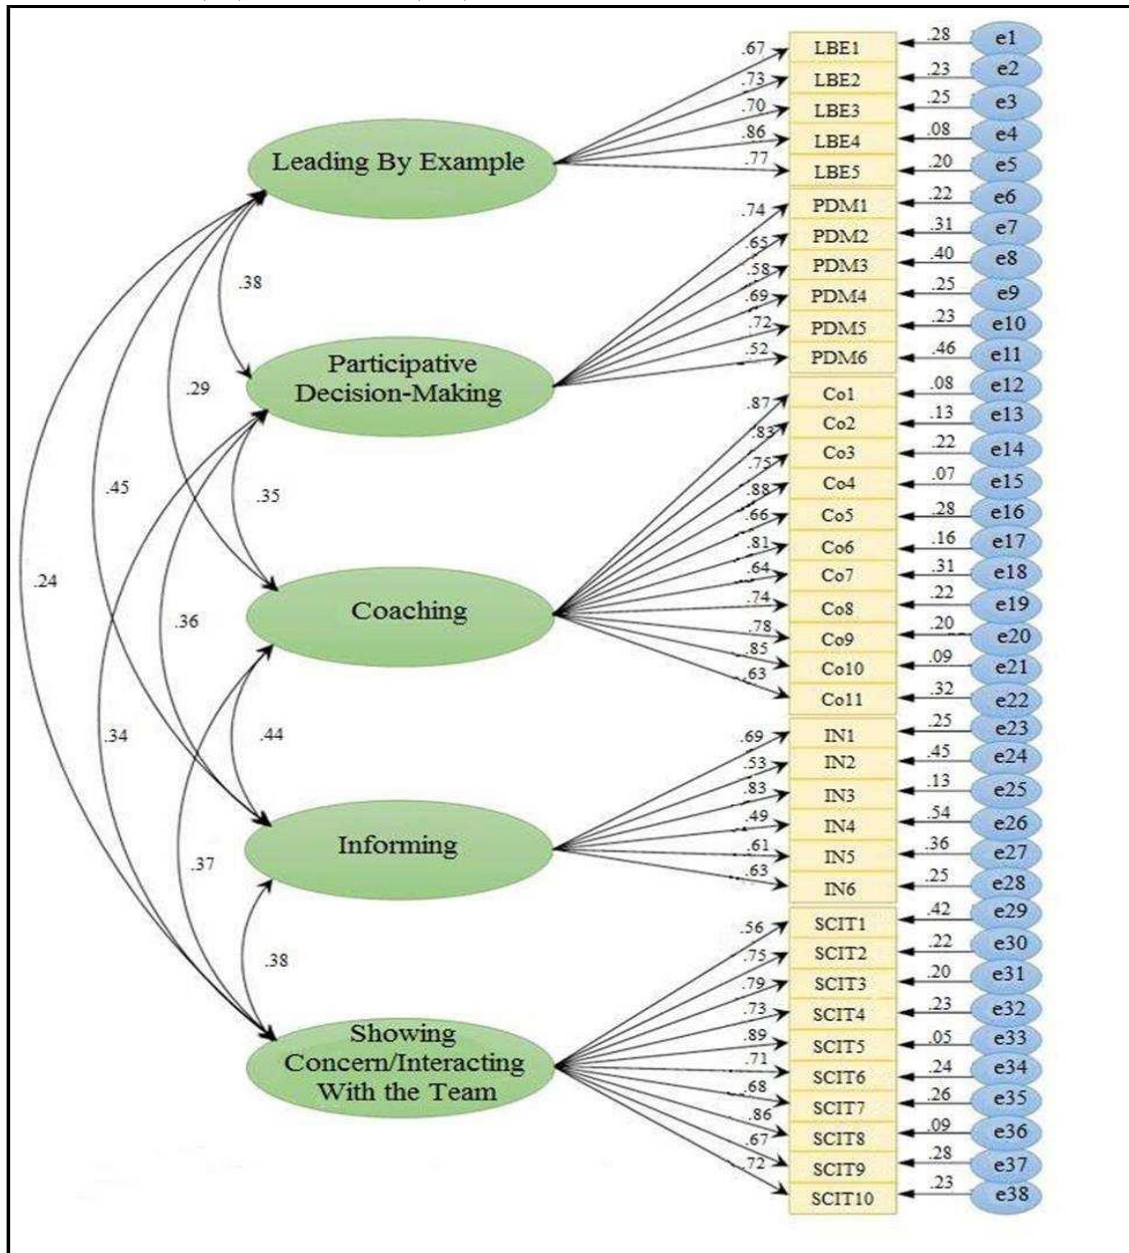 .67
LBE1
.28
e1
.73
LBE2
.23
e2
.70
LBE3
.25
e3
.86
LBE4
.08
e4
.77
LBE5
.20
e5
Leading By Example
.74
PDM1
.22
e6
.65
PDM2
.31
e7
.58
PDM3
.40
e8
.69
PDM4
.25
e9
.72
PDM5
.23
e10
.52
PDM6
.46
e11
.38
Participative
Decision-Making
.29
.87
Co1
.08
e12
.83
Co2
.13
e13
.75
Co3
.22
e14
.88
Co4
.07
e15
.66
Co5
.28
e16
.81
Co6
.16
e17
.64
Co7
.31
e18
.74
Co8
.22
e19
.78
Co9
.20
e20
.85
Co10
.09
e21
.63
Co11
.32
e22
.45
.35
.24
Coaching
.36
.34
.44
.69
IN1
.25
e23
.53
IN2
.45
e24
.83
IN3
.13
e25
.49
IN4
.54
e26
.61
IN5
.36
e27
.63
IN6
.25
e28
Informing
.37
.38
.56
SCIT1
.42
e29
.75
SCIT2
.22
e30
.79
SCIT3
.20
e31
.73
SCIT4
.23
e32
.89
SCIT5
.05
e33
.71
SCIT6
.24
e34
.68
SCIT7
.26
e35
.86
SCIT8
.09
e36
.67
SCIT9
.28
e37
.72
SCIT10
.23
e38
Showing
Concern/Interacting
With the Team